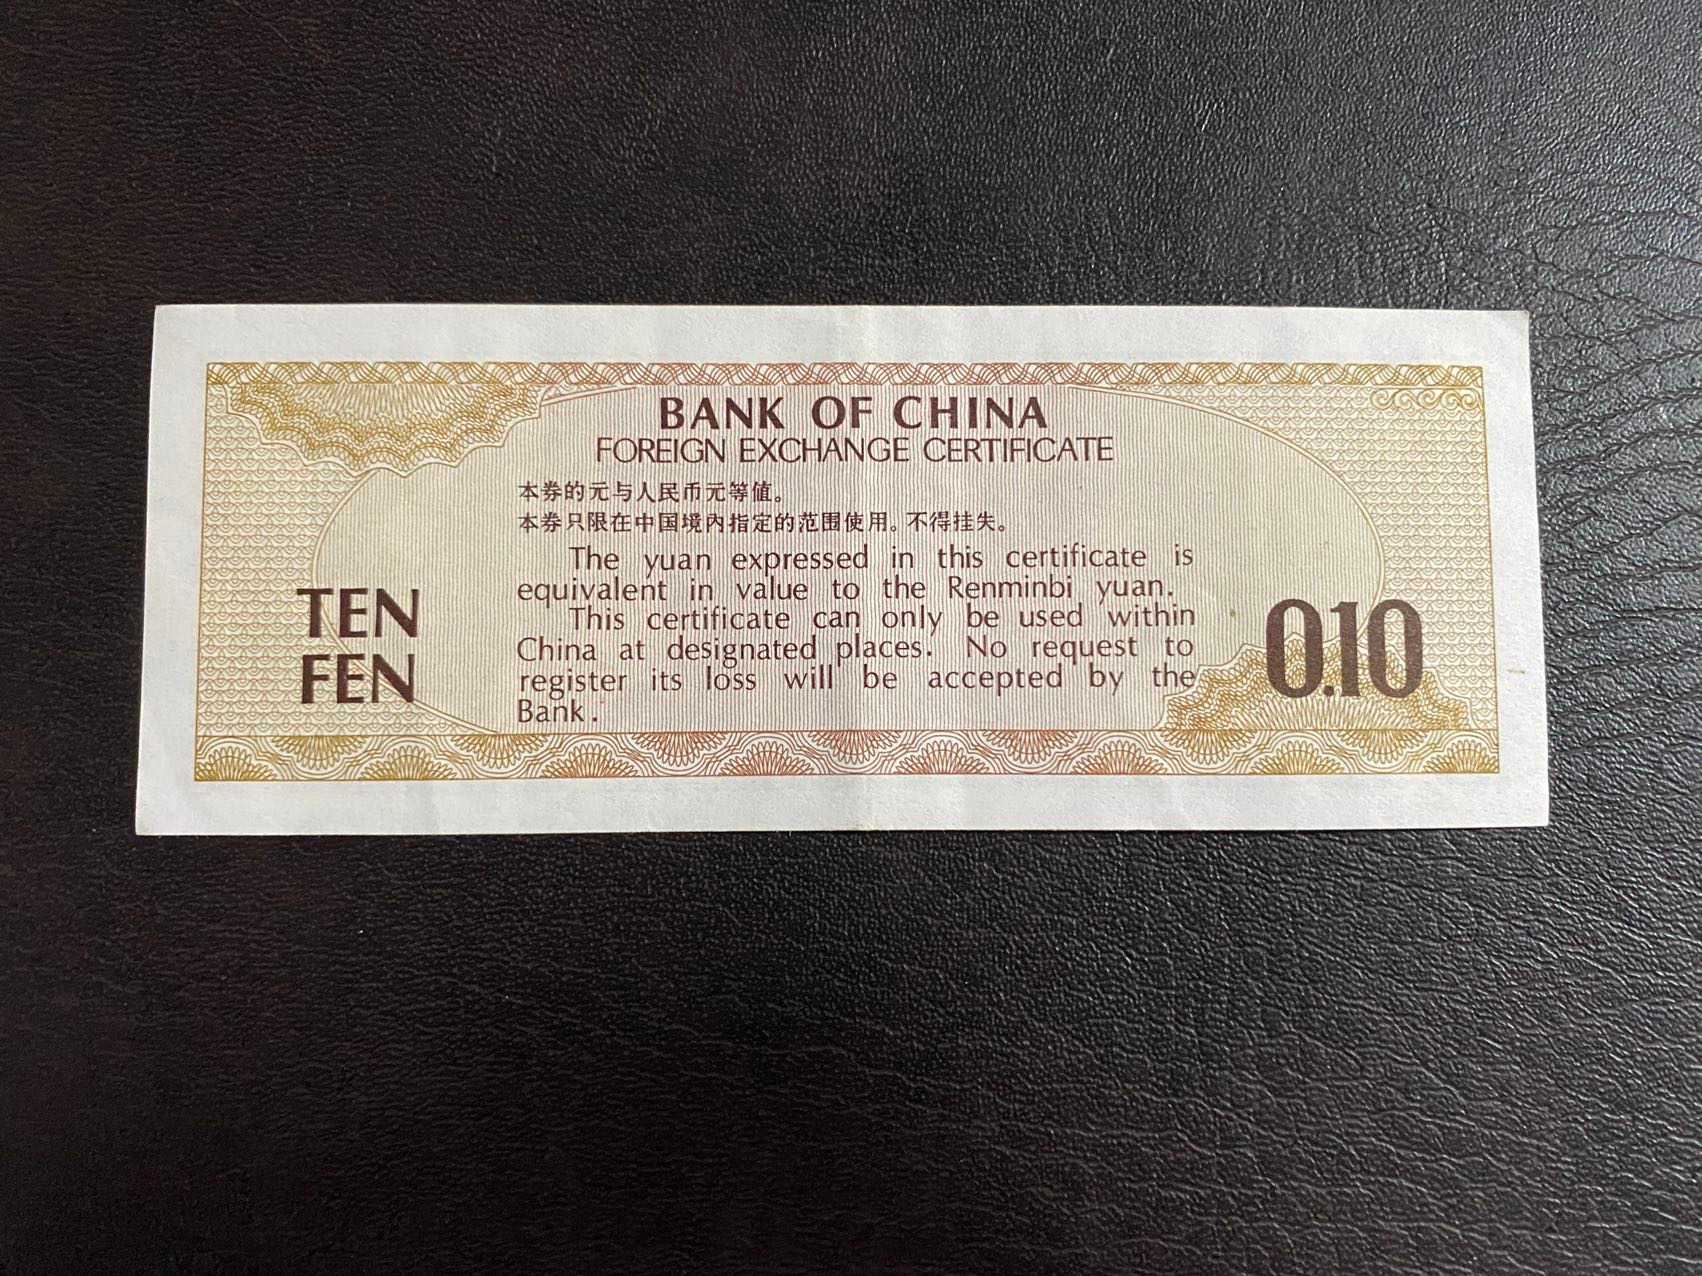 BANK OF CHINA
FOREIGN EXCHANGE CERTIFICATE
本券的元与人民币元等值。
本券只限在中国境内指定的范围使用。不得挂失。
The yuan expressed in this certificate is
equivalent in value to the Renminbi yuan.
This certificate can only be used within
China at designated places. No request to
register its loss will be accepted by the
Bank.
TEN
FEN
0.10